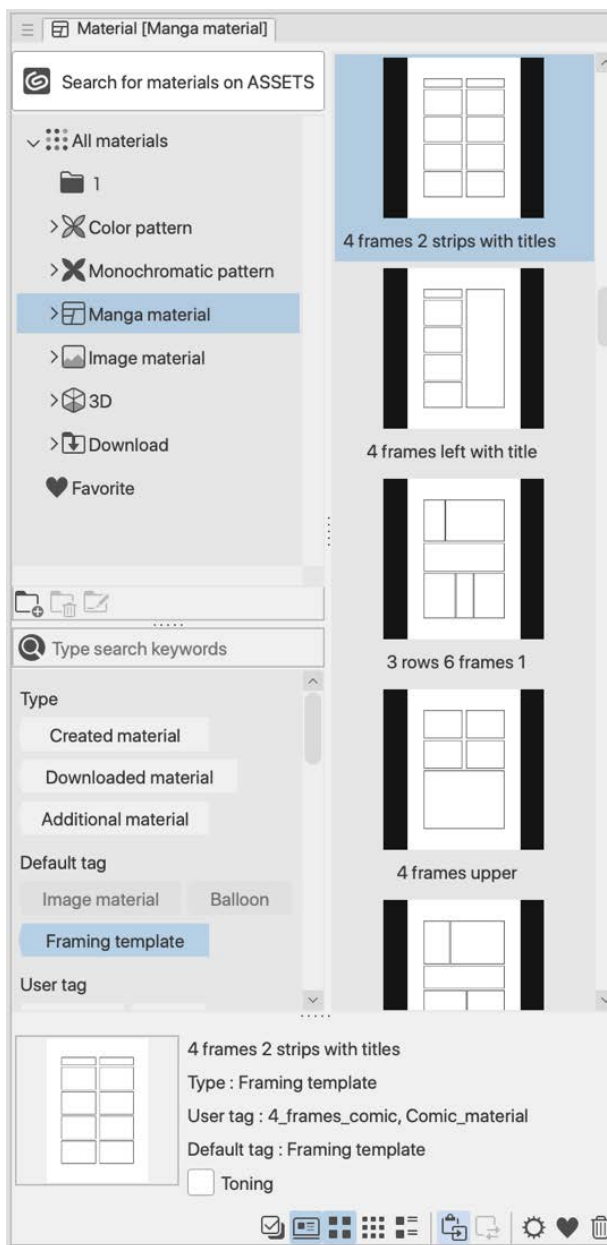 Material [Manga material]
Search for materials on ASSETS
All materials
1
Color pattern
Monochromatic pattern
Manga material
Image material
3D
Download
Favorite
Type search keywords
Type
Created material
Downloaded material
Additional material
Default tag
Image material Balloon
Framing template
User tag
4 frames 2 strips with titles
4 frames left with title
3 rows 6 frames 1
4 frames upper
4 frames 2 strips with titles
Type : Framing template
User tag : 4_frames_comic, Comic_material
Default tag : Framing template
Toning